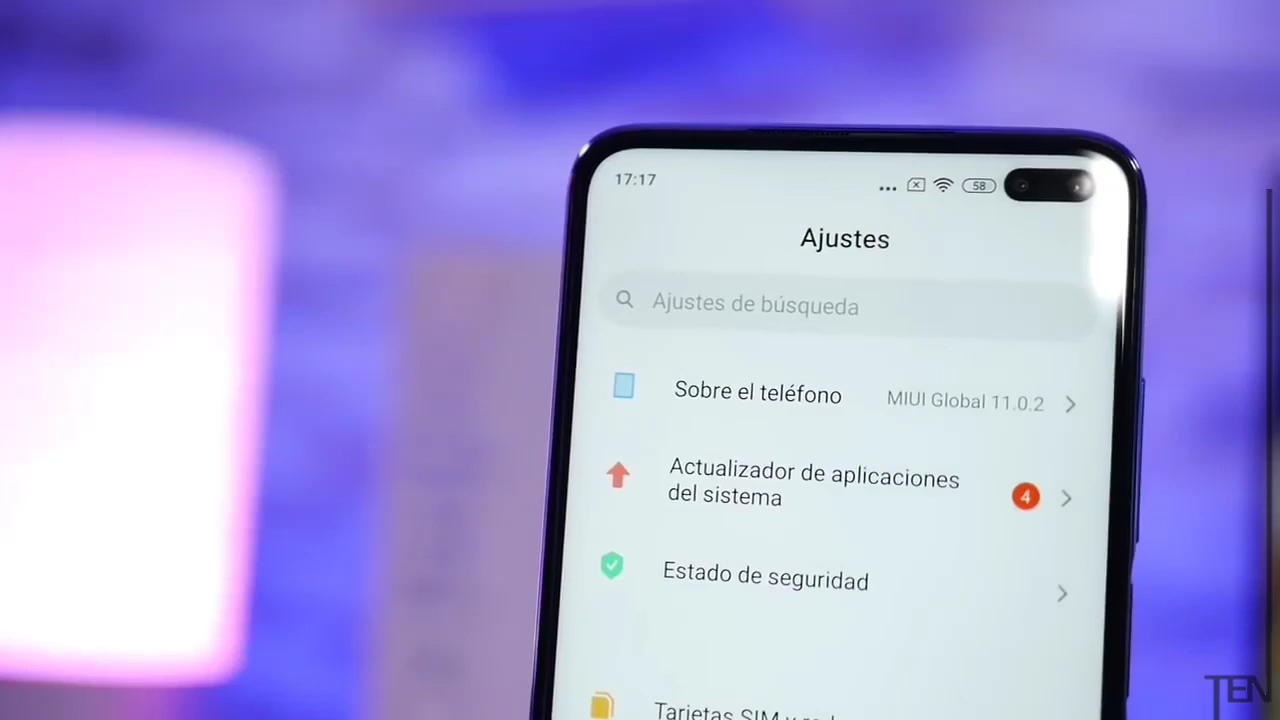 17:17
58
Ajustes
Ajustes de búsqueda
Sobre el teléfono
MIUI Global 11.0.2
Actualizador de aplicaciones
del sistema
4
Estado de seguridad
Tarjetas SIM y
TEN